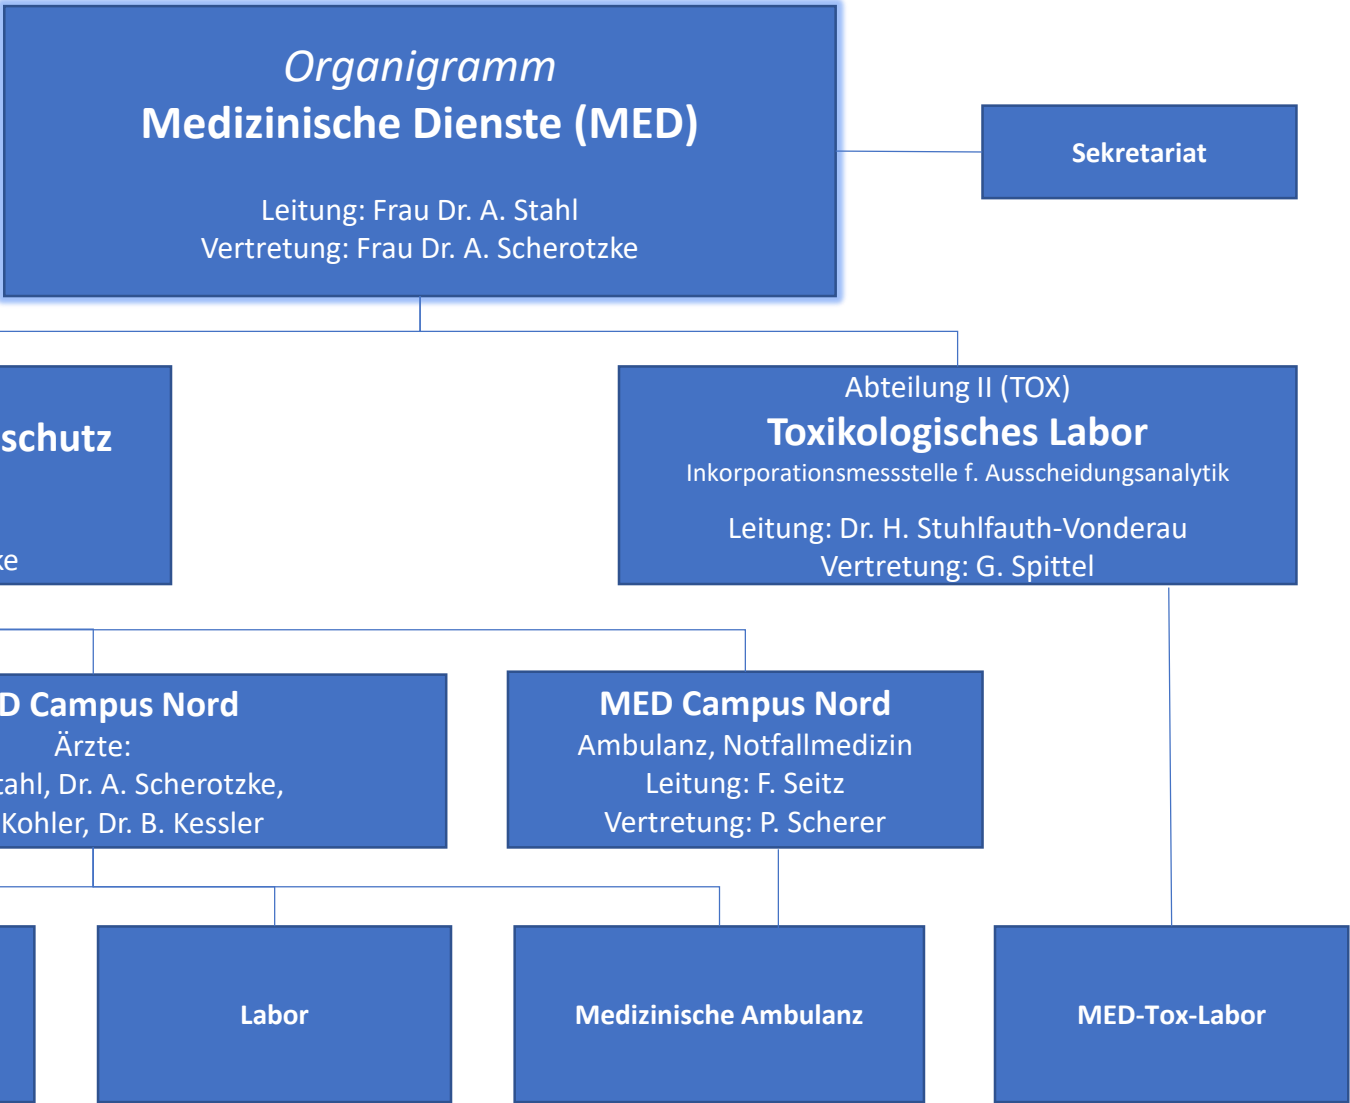 Organigramm
Medizinische Dienste (MED)
Leitung: Frau Dr. A. Stahl
Vertretung: Frau Dr. A. Scherotzke
Sekretariat
schutz
Abteilung II (TOX)
Toxikologisches Labor
Inkorporationsmessstelle f. Ausscheidungsanalytik
Leitung: Dr. H. Stuhlfauth-Vonderau
Vertretung: G. Spittel
Campus Nord
Ärzte:
Dr. A. Scherotzke,
Kohler, Dr. B. Kessler
MED Campus Nord
Ambulanz, Notfallmedizin
Leitung: F. Seitz
Vertretung: P. Scherer
Labor
Medizinische Ambulanz
MED-Tox-Labor